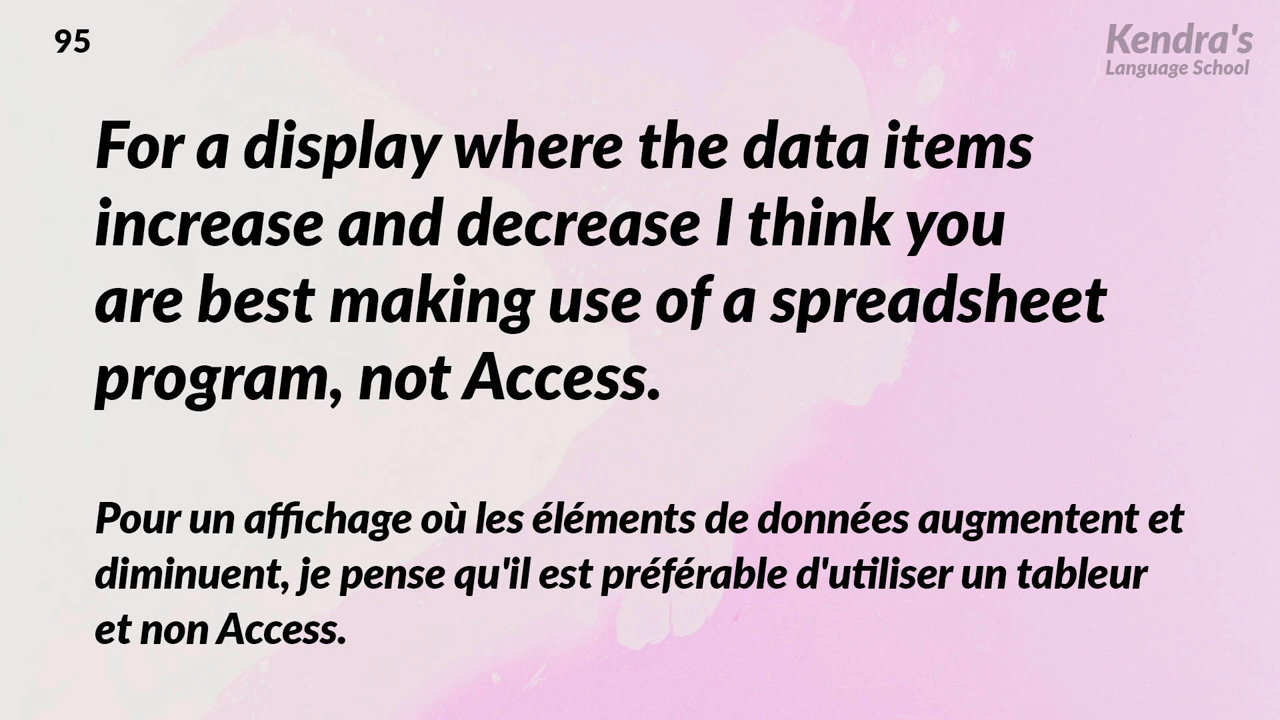 95
Kendra's
Language School
For a display where the data items
increase and decrease I think you
are best making use of a spreadsheet
program, not Access.
Pour un affichage où les éléments de données augmentent et
diminuent, je pense qu'il est préférable d'utiliser un tableur
et non Access.